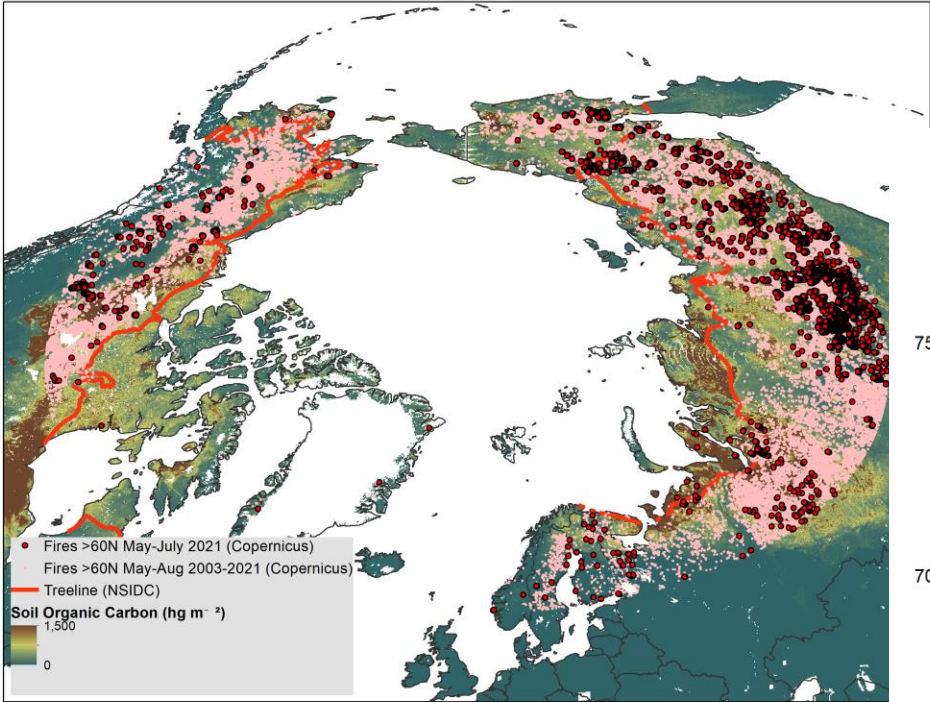 75
70
Fires >60N May-July 2021 (Copernicus)
Fires >60N May-Aug 2003-2021 (Copernicus)
Treeline (NSIDC)
Soil Organic Carbon (hg m⁻ ²)
1,500
0